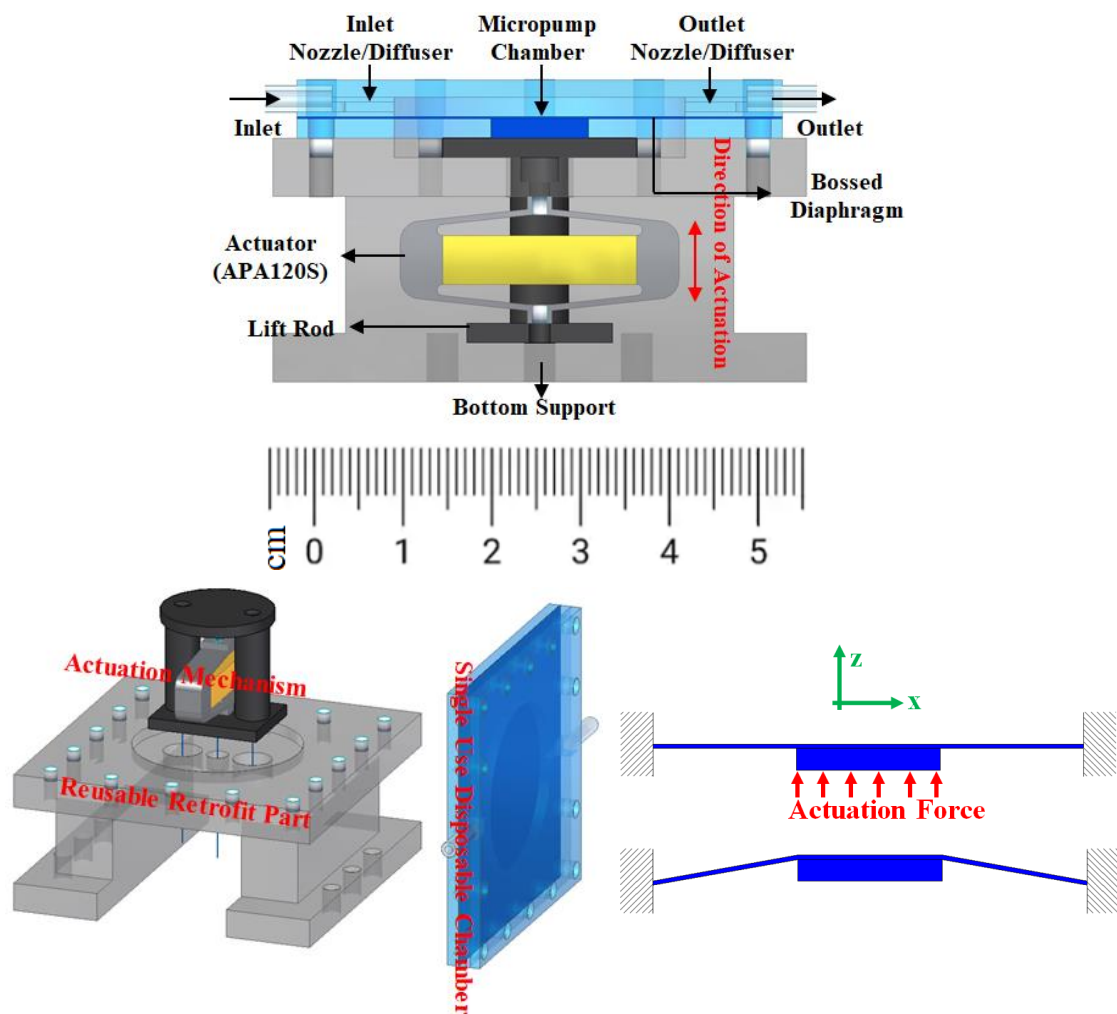 Inlet
Nozzle/Diffuser
Micropump
Chamber
Outlet
Nozzle/Diffuser
Inlet
Outlet
Bossed
Diaphragm
Direction of Actuation
Actuator
(APA120S)
Lift Rod
Bottom Support
cm
0 1 2 3 4 5
Actuation Mechanism
Reusable Retrofit Part
Single Use Disposable Chamber
z
x
Actuation Force